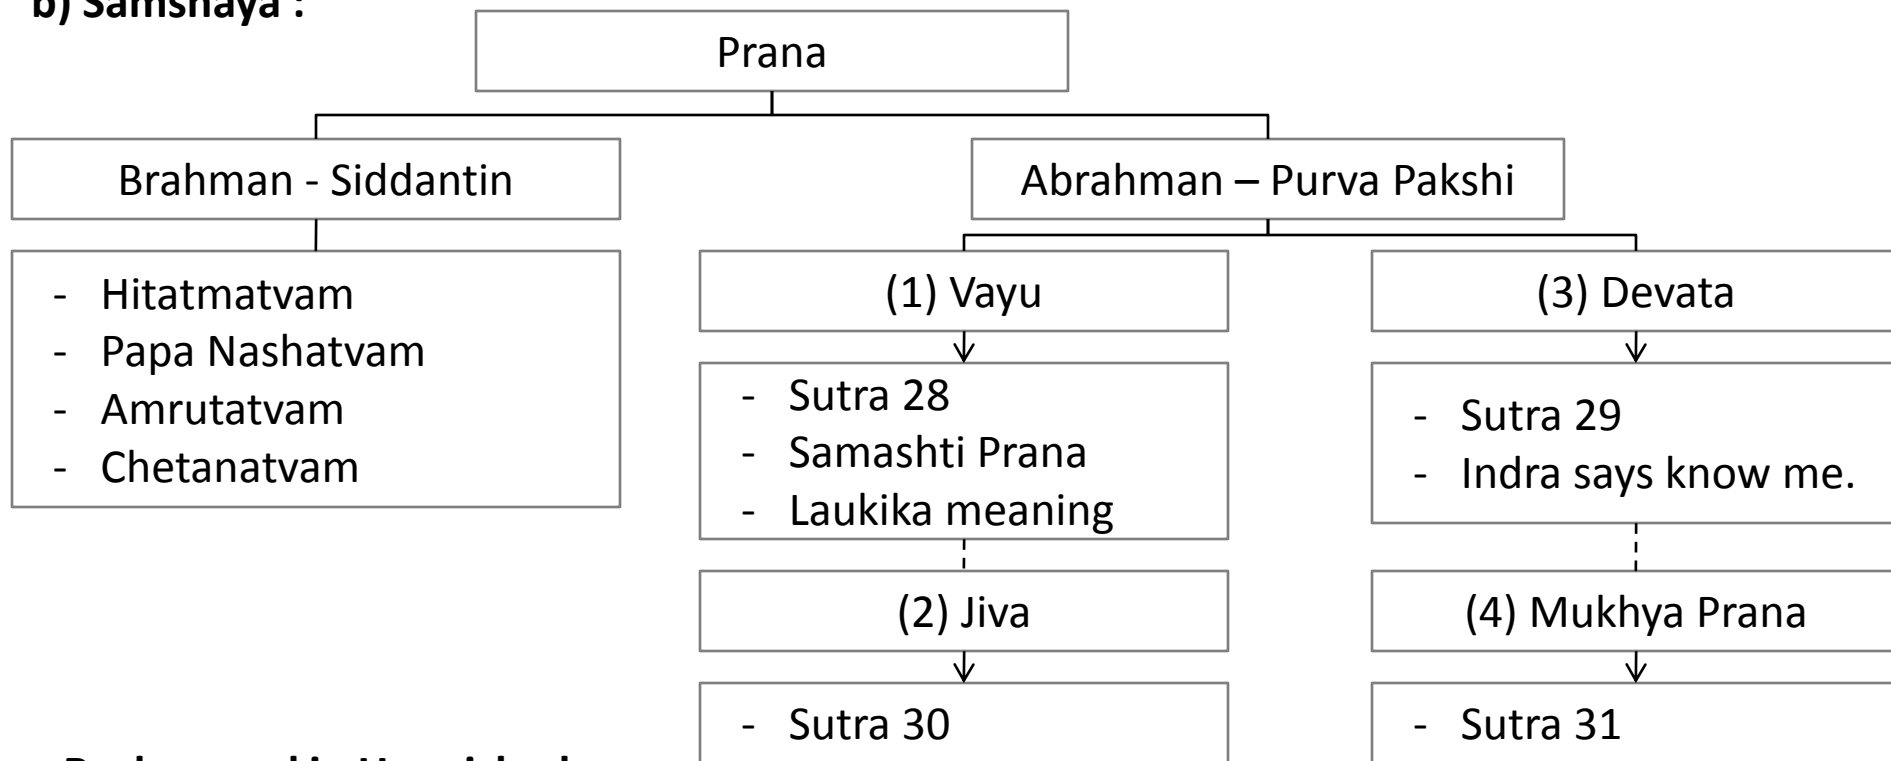 b) Samshaya :
Prana
Brahman - Siddantin
Abrahman – Purva Pakshi
- Hitatmatvam
- Papa Nashatvam
- Amrutatvam
- Chetanatvam
(1) Vayu
- Sutra 28
- Samashti Prana
- Laukika meaning
(2) Jiva
- Sutra 30
(3) Devata
- Sutra 29
- Indra says know me.
(4) Mukhya Prana
- Sutra 31